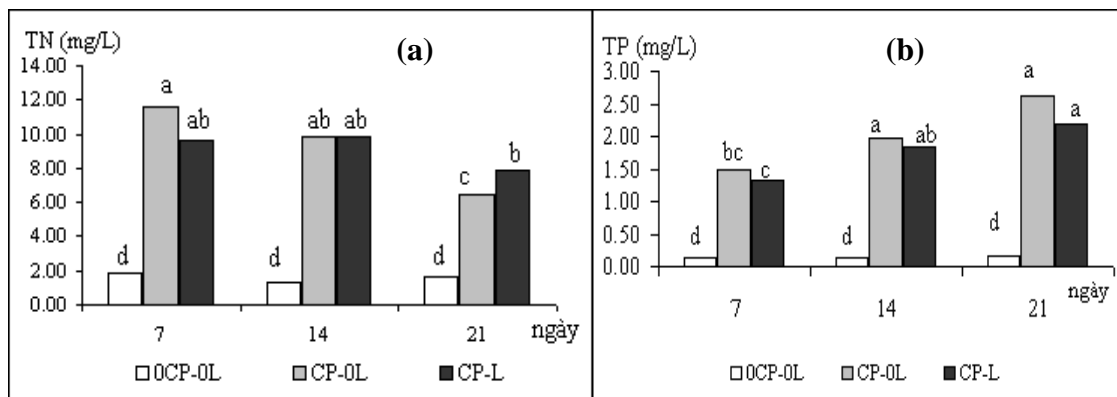 TN (mg/L)
(a)
14.00
12.00
10.00
8.00
6.00
4.00
2.00
0.00
a
ab
ab
ab
b
c
d
d
d
7
14
21
ngày
0CP-0L
CP-0L
CP-L
TP (mg/L)
(b)
3.00
2.50
2.00
1.50
1.00
0.50
0.00
a
a
a
ab
bc
c
d
d
d
7
14
21
ngày
0CP-0L
CP-0L
CP-L